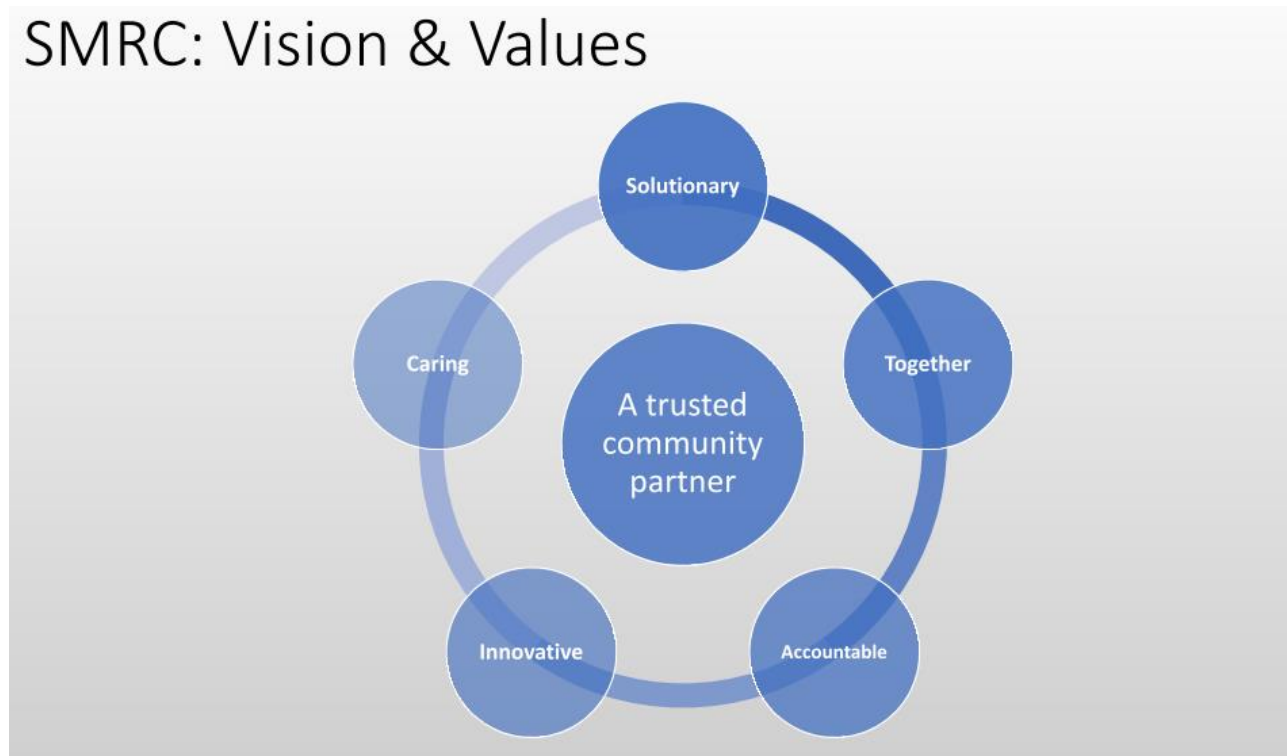 SMRC: Vision & Values
Solutionary
Together
Accountable
Innovative
Caring
A trusted
community
partner